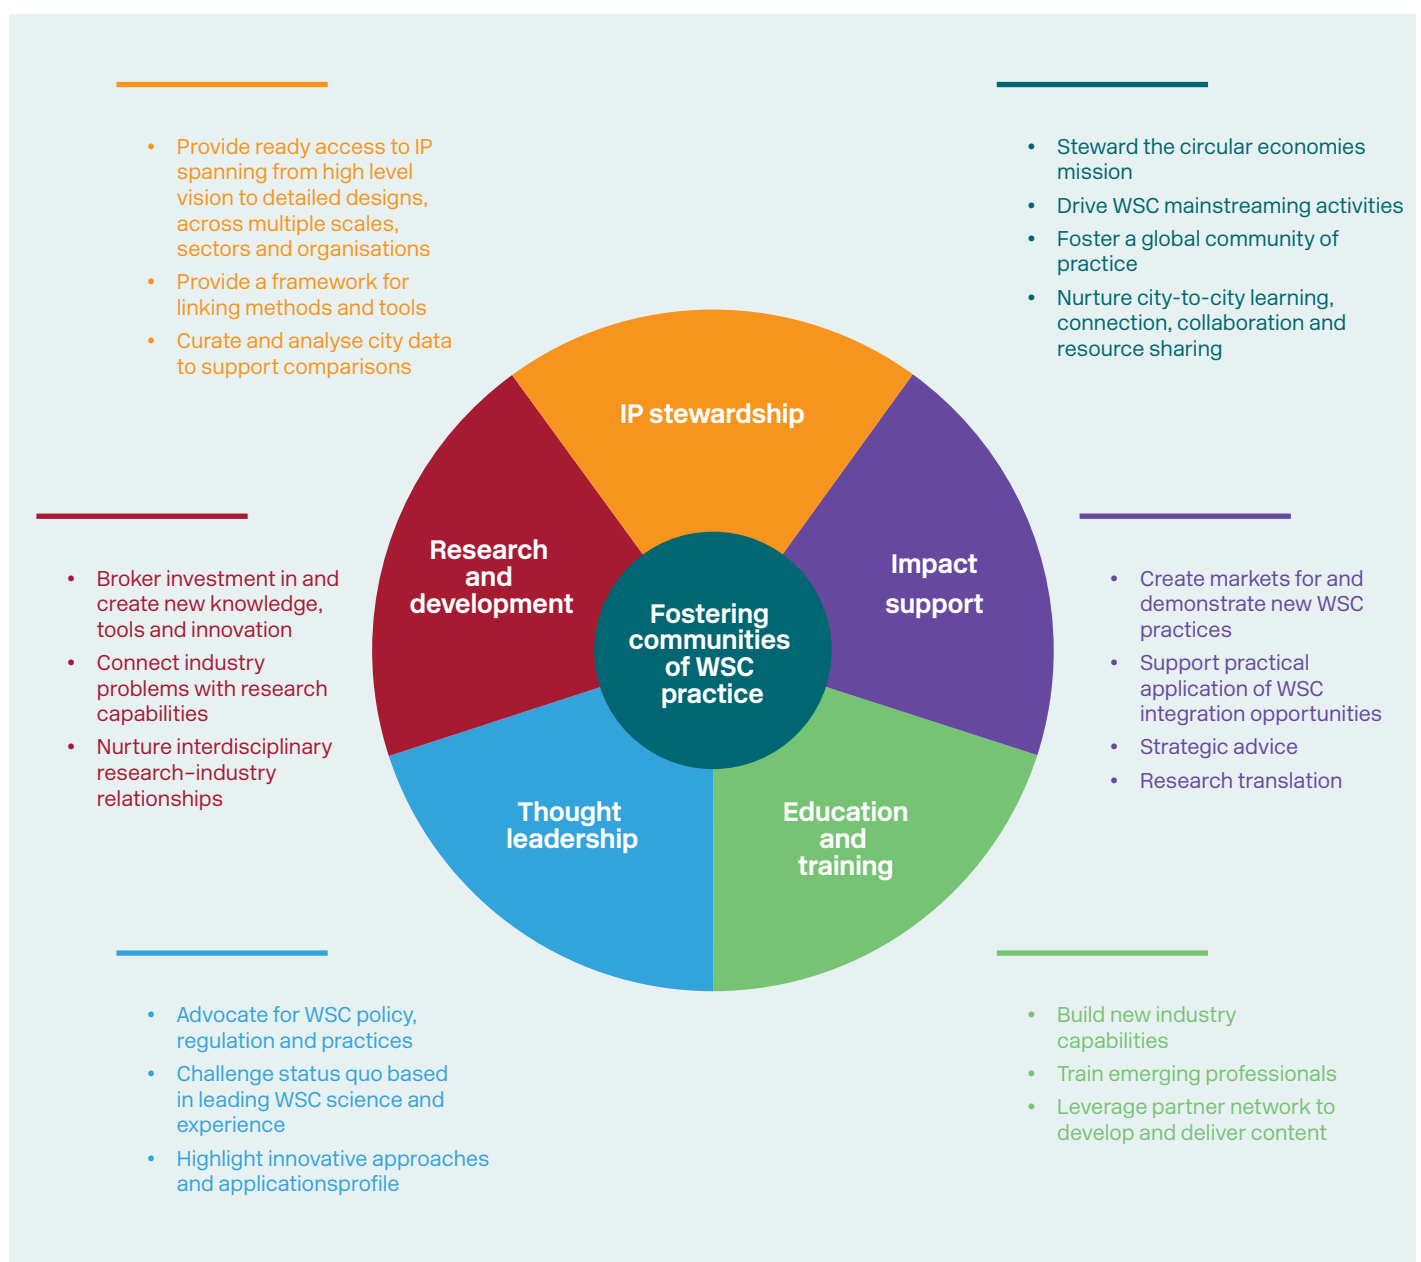 • Provide ready access to IP
spanning from high level
vision to detailed designs,
across multiple scales,
sectors and organisations
• Provide a framework for
linking methods and tools
• Curate and analyse city data
to support comparisons
• Steward the circular economies
mission
• Drive WSC mainstreaming activities
• Foster a global community of
practice
• Nurture city-to-city learning,
connection, collaboration and
resource sharing
IP stewardship
Research
and
development
Impact
support
Fostering
communities
of WSC
practice
Thought
leadership
Education
and
training
• Broker investment in and
create new knowledge,
tools and innovation
• Connect industry
problems with research
capabilities
• Nurture interdisciplinary
research–industry
relationships
• Create markets for and
demonstrate new WSC
practices
• Support practical
application of WSC
integration opportunities
• Strategic advice
• Research translation
• Advocate for WSC policy,
regulation and practices
• Challenge status quo based
in leading WSC science and
experience
• Highlight innovative approaches
and applicationsprofile
• Build new industry
capabilities
• Train emerging professionals
• Leverage partner network to
develop and deliver content